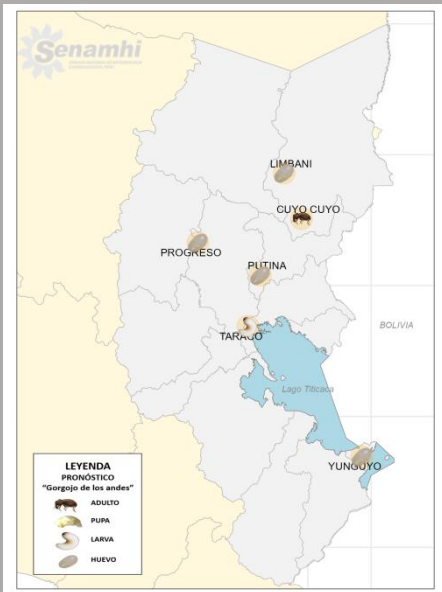 Senamhi
LIMBANI
CUYO CUYO
PROGRESO
PUTINA
TARACO
BOLIVIA
Lago Titicaca
YUNGUYO
LEYENDA
PRONÓSTICO
"Gorgojo de los andes"
ADULTO
PUPA
LARVA
HUEVO